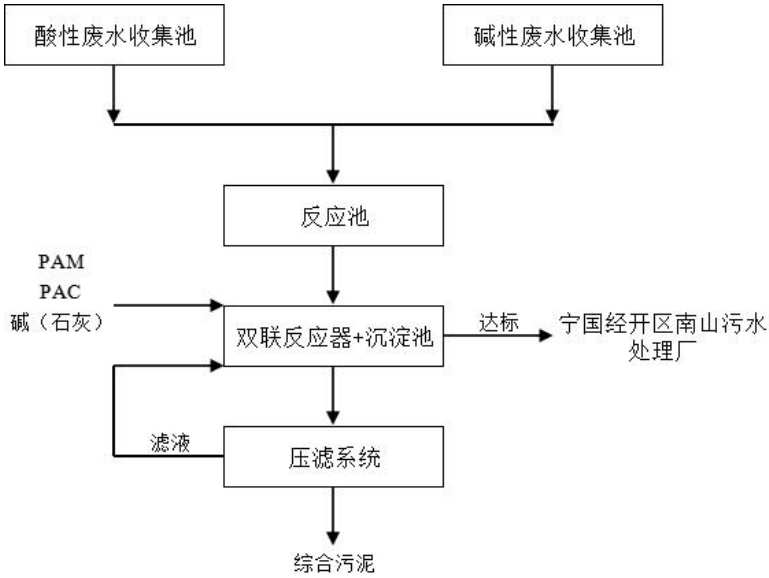 酸性废水收集池
碱性废水收集池
反应池
PAM
PAC
碱（石灰）
双联反应器+沉淀池
达标
宁国经开区南山污水
处理厂
滤液
压滤系统
综合污泥